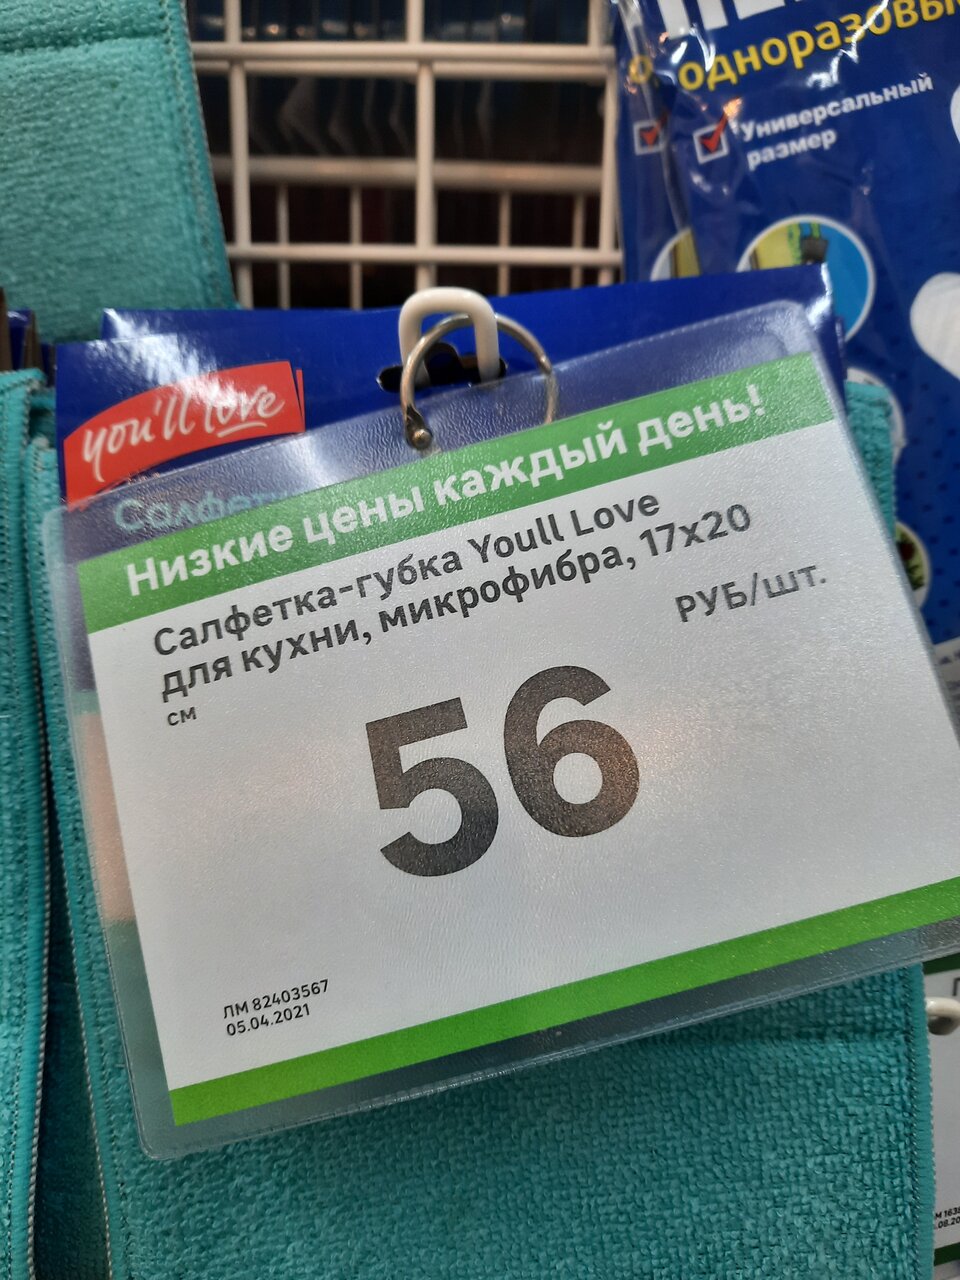 одноразовы
Универсальный
размер
you'll love
Салфетк
Низкие цены каждый день!
Салфетка-губка Youll Love
для кухни, микрофибра, 17x20
см
РУБ/шт.
56
ЛМ 82403567
05.04.2021